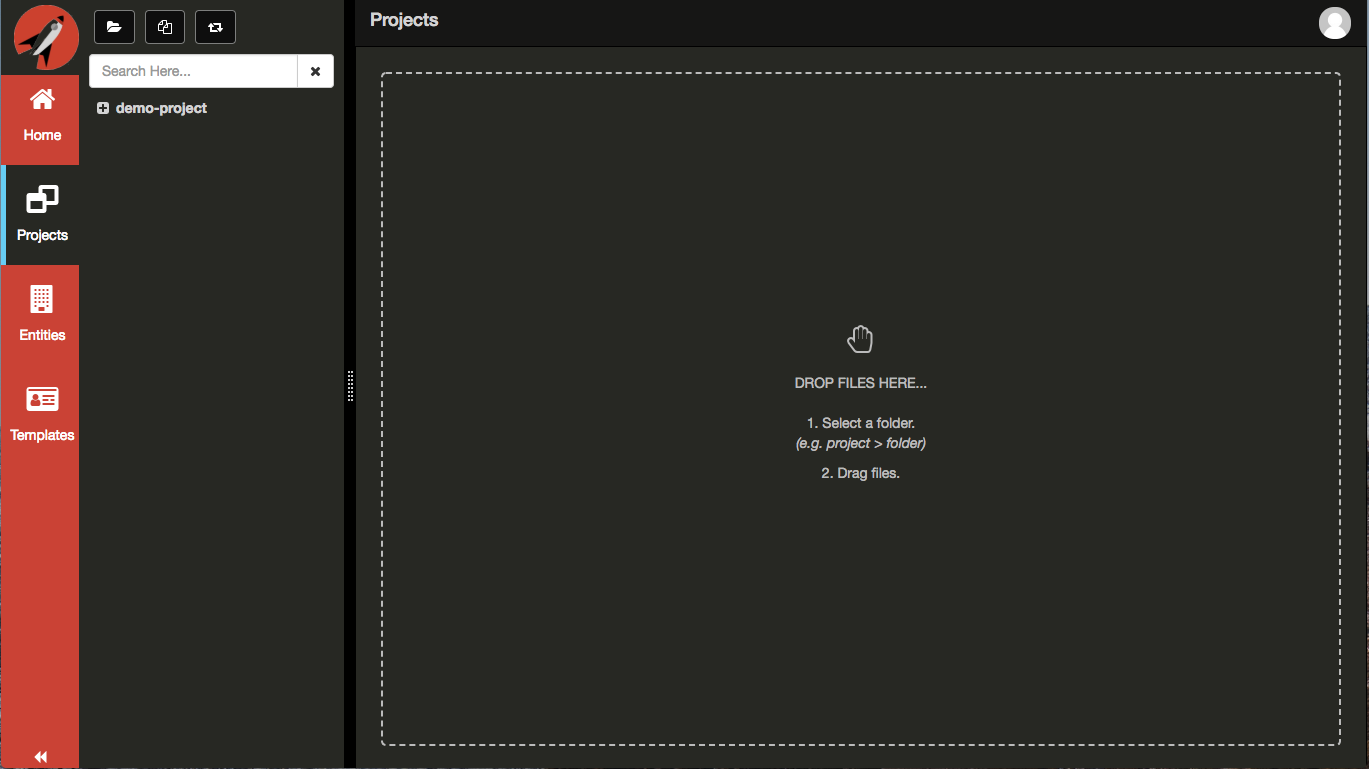 Projects
Search Here...
demo-project
Home
Projects
Entities
Templates
DROP FILES HERE...
1. Select a folder.
(e.g. project > folder)
2. Drag files.